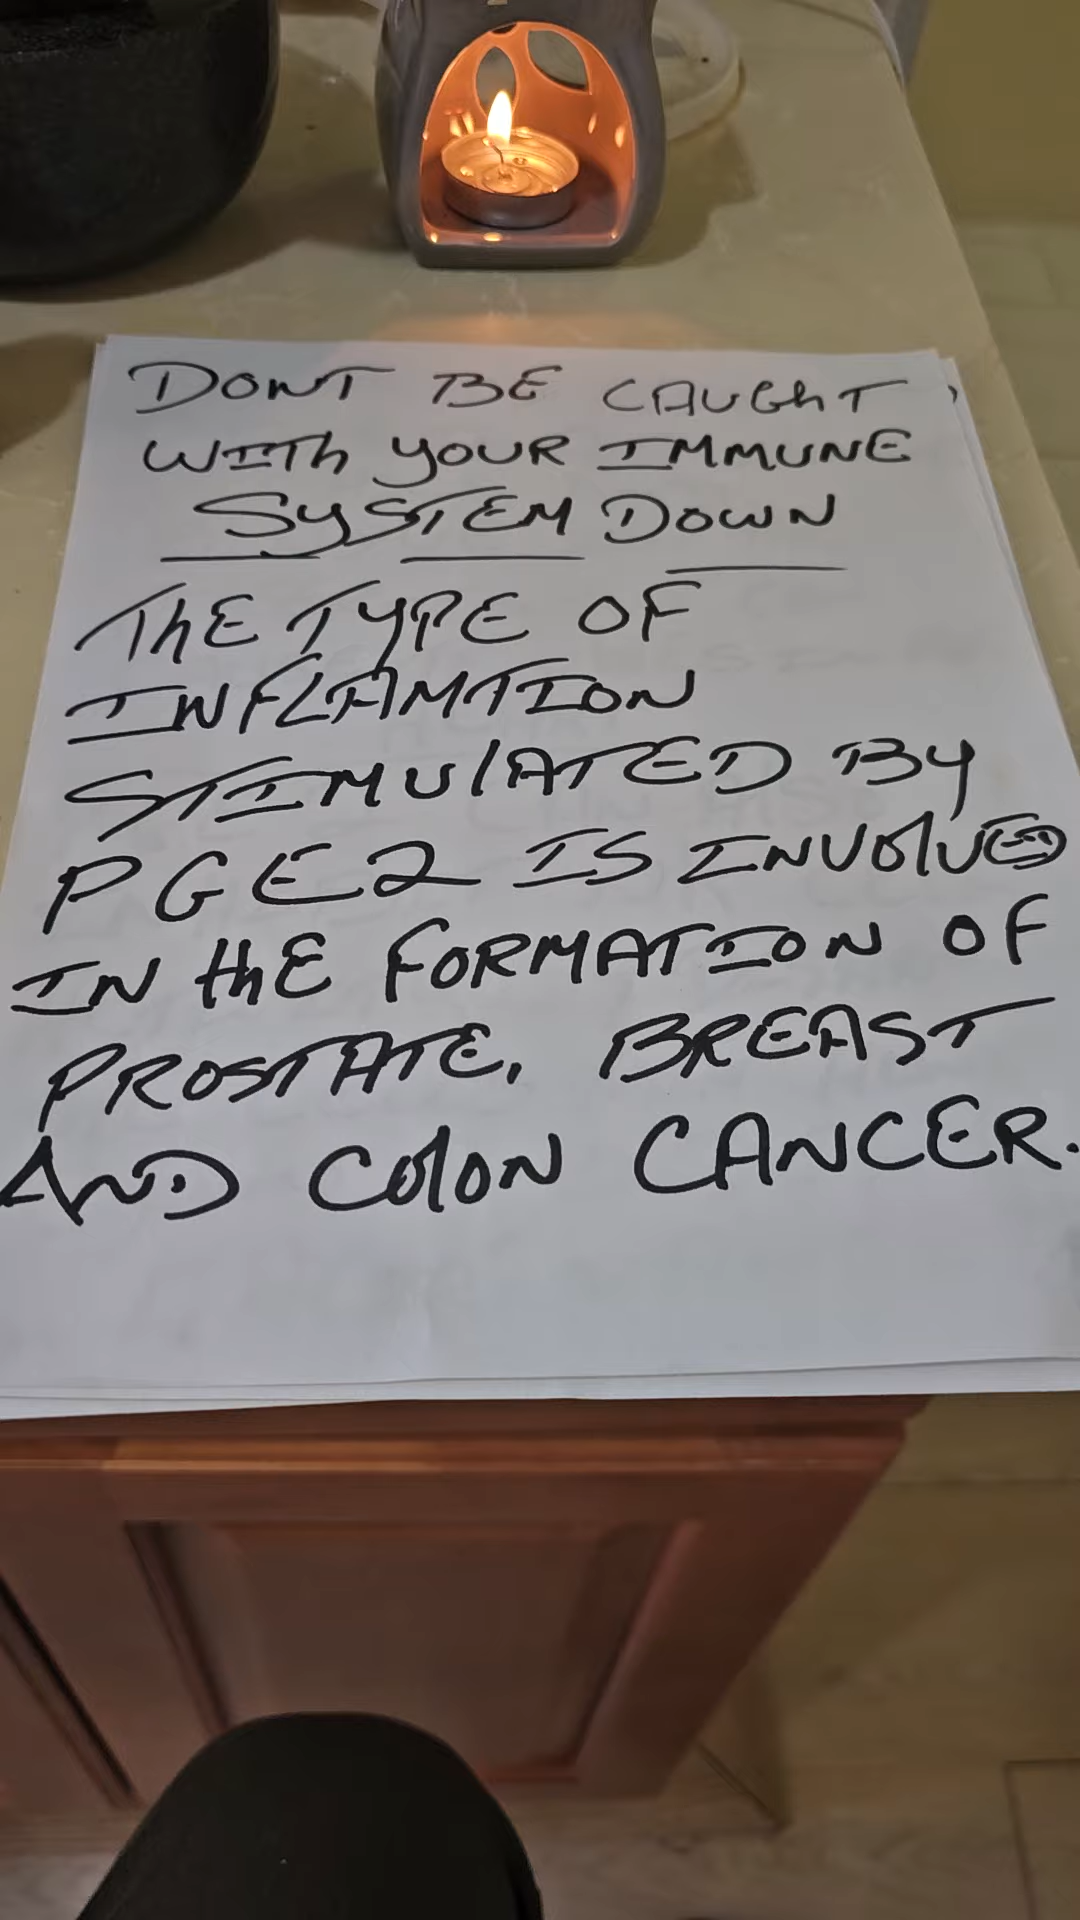 DONT BE CAUGhT
WITh YOUR IMMUNE
SYSTEM DOWN
ThE TYPE OF
INFLAMTION
STIMULATED BY
PGE2 IS INVOLVED
IN thE FORMATION OF
PROSTATE, BREAST
AND COLON CANCER.